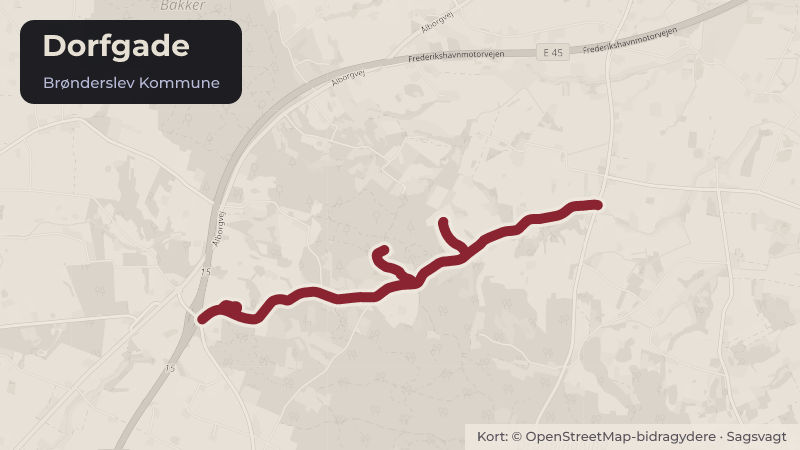 Bakker
Dorfgade
Brønderslev Kommune
Ålborgvej
Frederikshavnmotorvejen
E 45
Frederikshavnmotorvejen
Ålborgvej
Ålborgvej
15
15
Kort: © OpenStreetMap-bidragydere · Sagsvagt